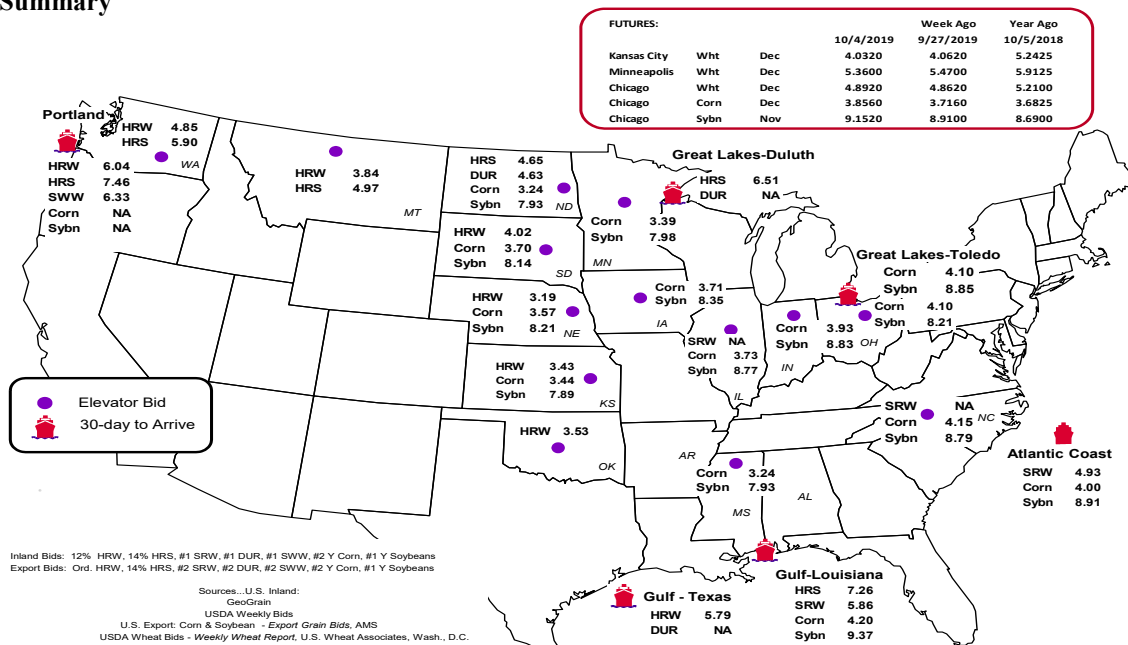 Summary
FUTURES: Week Ago Year Ago
10/4/2019 9/27/2019 10/5/2018
Kansas City Wht Dec 4.0320 4.0620 5.2425
Minneapolis Wht Dec 5.3600 5.4700 5.9125
Chicago Wht Dec 4.8920 4.8620 5.2100
Chicago Corn Dec 3.8560 3.7160 3.6825
Chicago Sybn Nov 9.1520 8.9100 8.6900
Portland
HRW 6.04
HRS 7.46
SWW 6.33
Corn NA
Sybn NA
HRW 4.85
HRS 5.90
WA
HRW 3.84
HRS 4.97
MT
HRS 4.65
DUR 4.63
Corn 3.24
Sybn 7.93
ND
HRW 4.02
Corn 3.70
Sybn 8.14
SD
HRW 3.19
Corn 3.57
Sybn 8.21
NE
HRW 3.43
Corn 3.44
Sybn 7.89
KS
HRW 3.53
OK
Great Lakes-Duluth
HRS 6.51
DUR NA
Corn 3.39
Sybn 7.98
MN
Corn 3.71
Sybn 8.35
IA
SRW NA
Corn 3.73
Sybn 8.77
IL
Great Lakes-Toledo
Corn 4.10
Sybn 8.85
Corn 4.10
Sybn 8.21
OH
Corn 3.93
Sybn 8.83
IN
SRW NA
Corn 4.15
Sybn 8.79
NC
Atlantic Coast
SRW 4.93
Corn 4.00
Sybn 8.91
AR
Corn 3.24
Sybn 7.93
MS
AL
Elevator Bid
30-day to Arrive
Gulf-Louisiana
HRS 7.26
SRW 5.86
Corn 4.20
Sybn 9.37
Gulf - Texas
HRW 5.79
DUR NA
Inland Bids: 12% HRW, 14% HRS, #1 SRW, #1 DUR, #1 SWW, #2 Y Corn, #1 Y Soybeans
Export Bids: Ord. HRW, 14% HRS, #2 SRW, #2 DUR, #2 SWW, #2 Y Corn, #1 Y Soybeans
Sources...U.S. Inland:
GeoGrain
USDA Weekly Bids
U.S. Export: Corn & Soybean - Export Grain Bids, AMS
USDA Wheat Bids - Weekly Wheat Report, U.S. Wheat Associates, Wash., D.C.